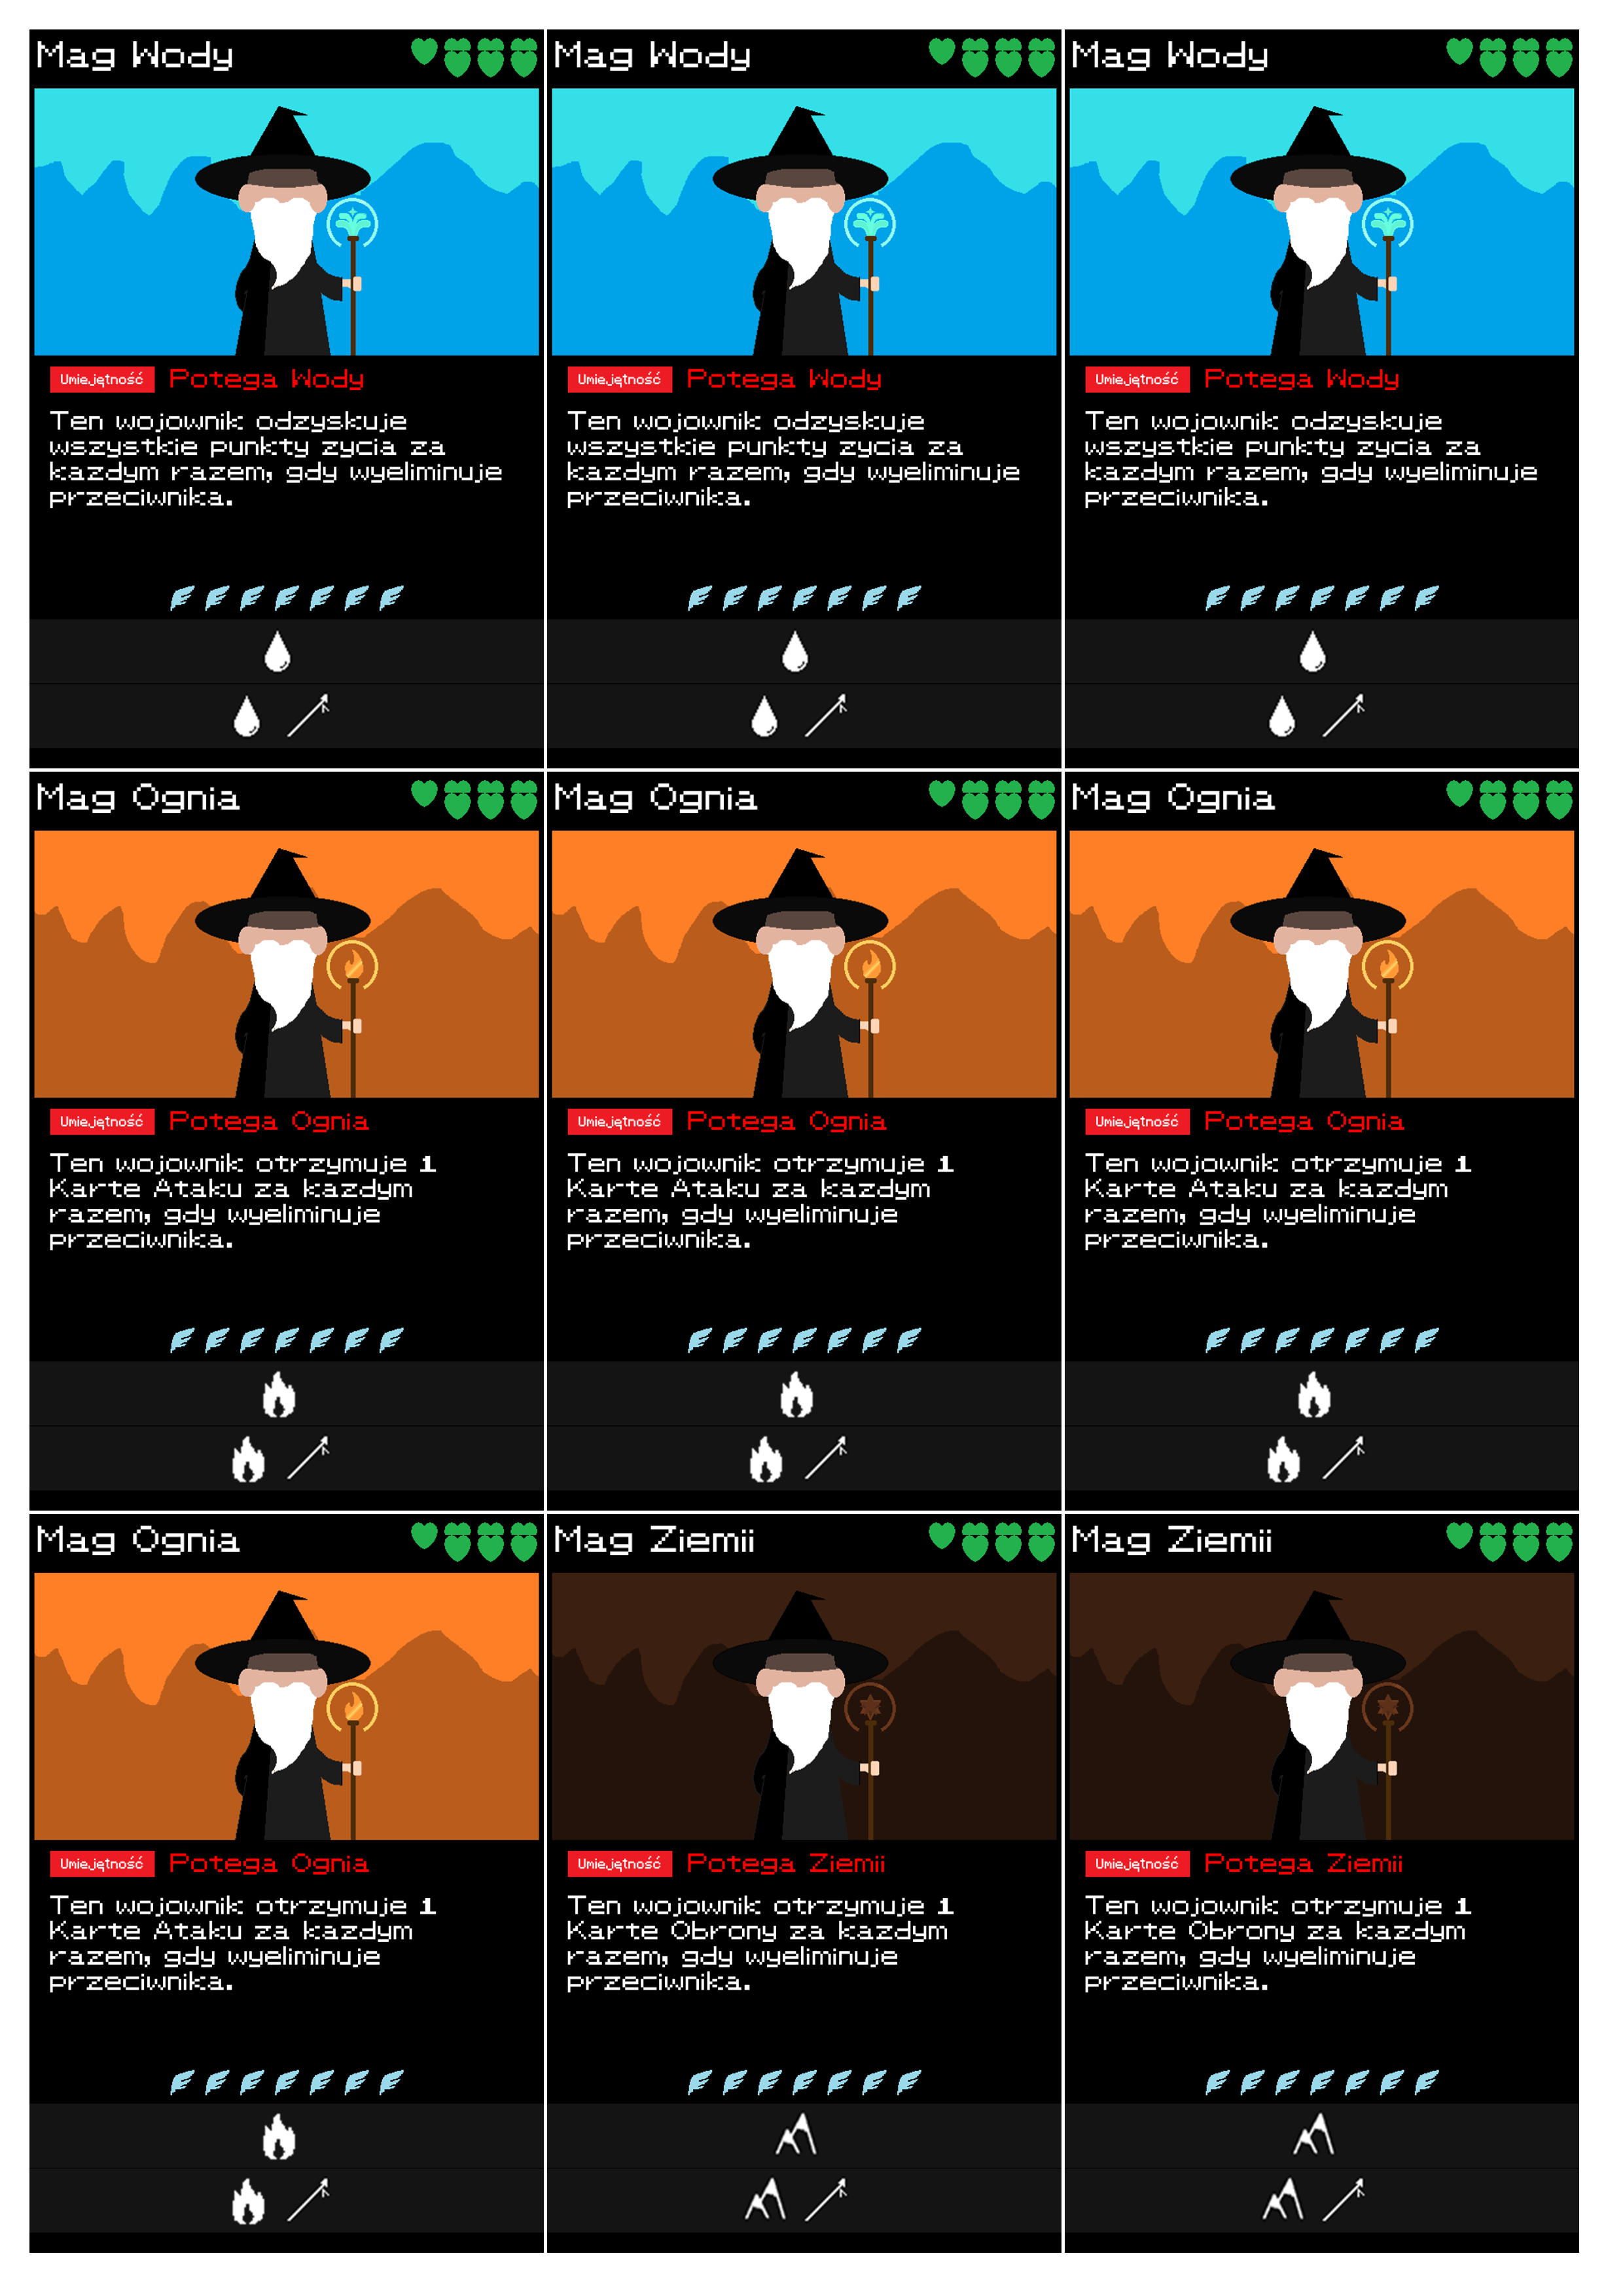 Mag Wody
Umiejętność Potega Wody
Ten wojownik odzyskuje
wszystkie punkty zycia za
kazdym razem, gdy wyeliminuje
przeciwnika.
Mag Wody
Umiejętność Potega Wody
Ten wojownik odzyskuje
wszystkie punkty zycia za
kazdym razem, gdy wyeliminuje
przeciwnika.
Mag Wody
Umiejętność Potega Wody
Ten wojownik odzyskuje
wszystkie punkty zycia za
kazdym razem, gdy wyeliminuje
przeciwnika.
Mag Ognia
Umiejętność Potega Ognia
Ten wojownik otrzymuje 1
Karte Ataku za kazdym
razem, gdy wyeliminuje
przeciwnika.
Mag Ognia
Umiejętność Potega Ognia
Ten wojownik otrzymuje 1
Karte Ataku za kazdym
razem, gdy wyeliminuje
przeciwnika.
Mag Ognia
Umiejętność Potega Ognia
Ten wojownik otrzymuje 1
Karte Ataku za kazdym
razem, gdy wyeliminuje
przeciwnika.
Mag Ognia
Umiejętność Potega Ognia
Ten wojownik otrzymuje 1
Karte Ataku za kazdym
razem, gdy wyeliminuje
przeciwnika.
Mag Ziemii
Umiejętność Potega Ziemii
Ten wojownik otrzymuje 1
Karte Obrony za kazdym
razem, gdy wyeliminuje
przeciwnika.
Mag Ziemii
Umiejętność Potega Ziemii
Ten wojownik otrzymuje 1
Karte Obrony za kazdym
razem, gdy wyeliminuje
przeciwnika.